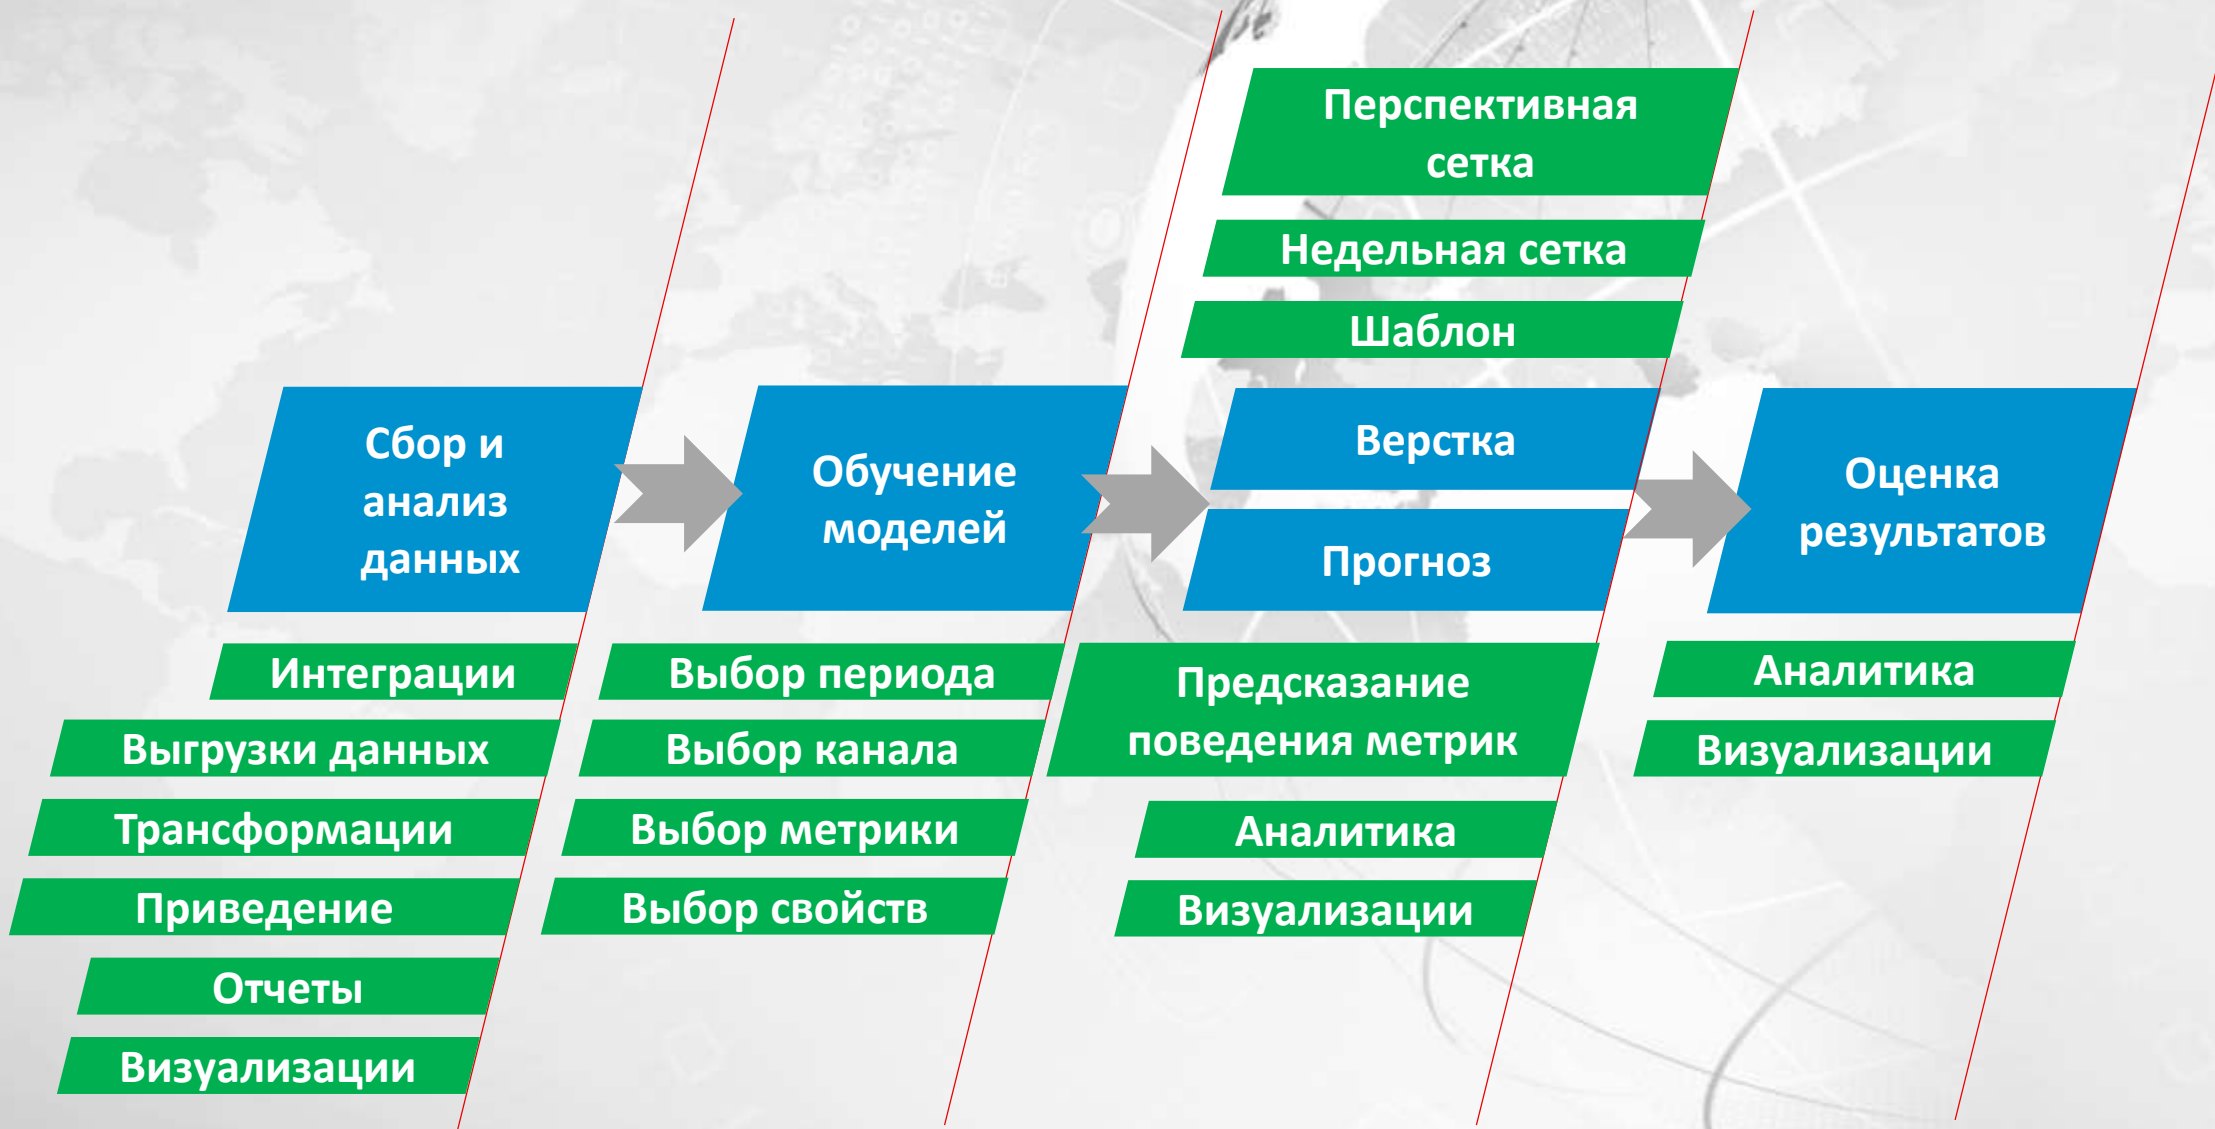 Сбор и
анализ
данных
Интеграции
Выгрузки данных
Трансформации
Приведение
Отчеты
Визуализации
Обучение
моделей
Выбор периода
Выбор канала
Выбор метрики
Выбор свойств
Перспективная
сетка
Недельная сетка
Шаблон
Верстка
Прогноз
Предсказание
поведения метрик
Аналитика
Визуализации
Оценка
результатов
Аналитика
Визуализации